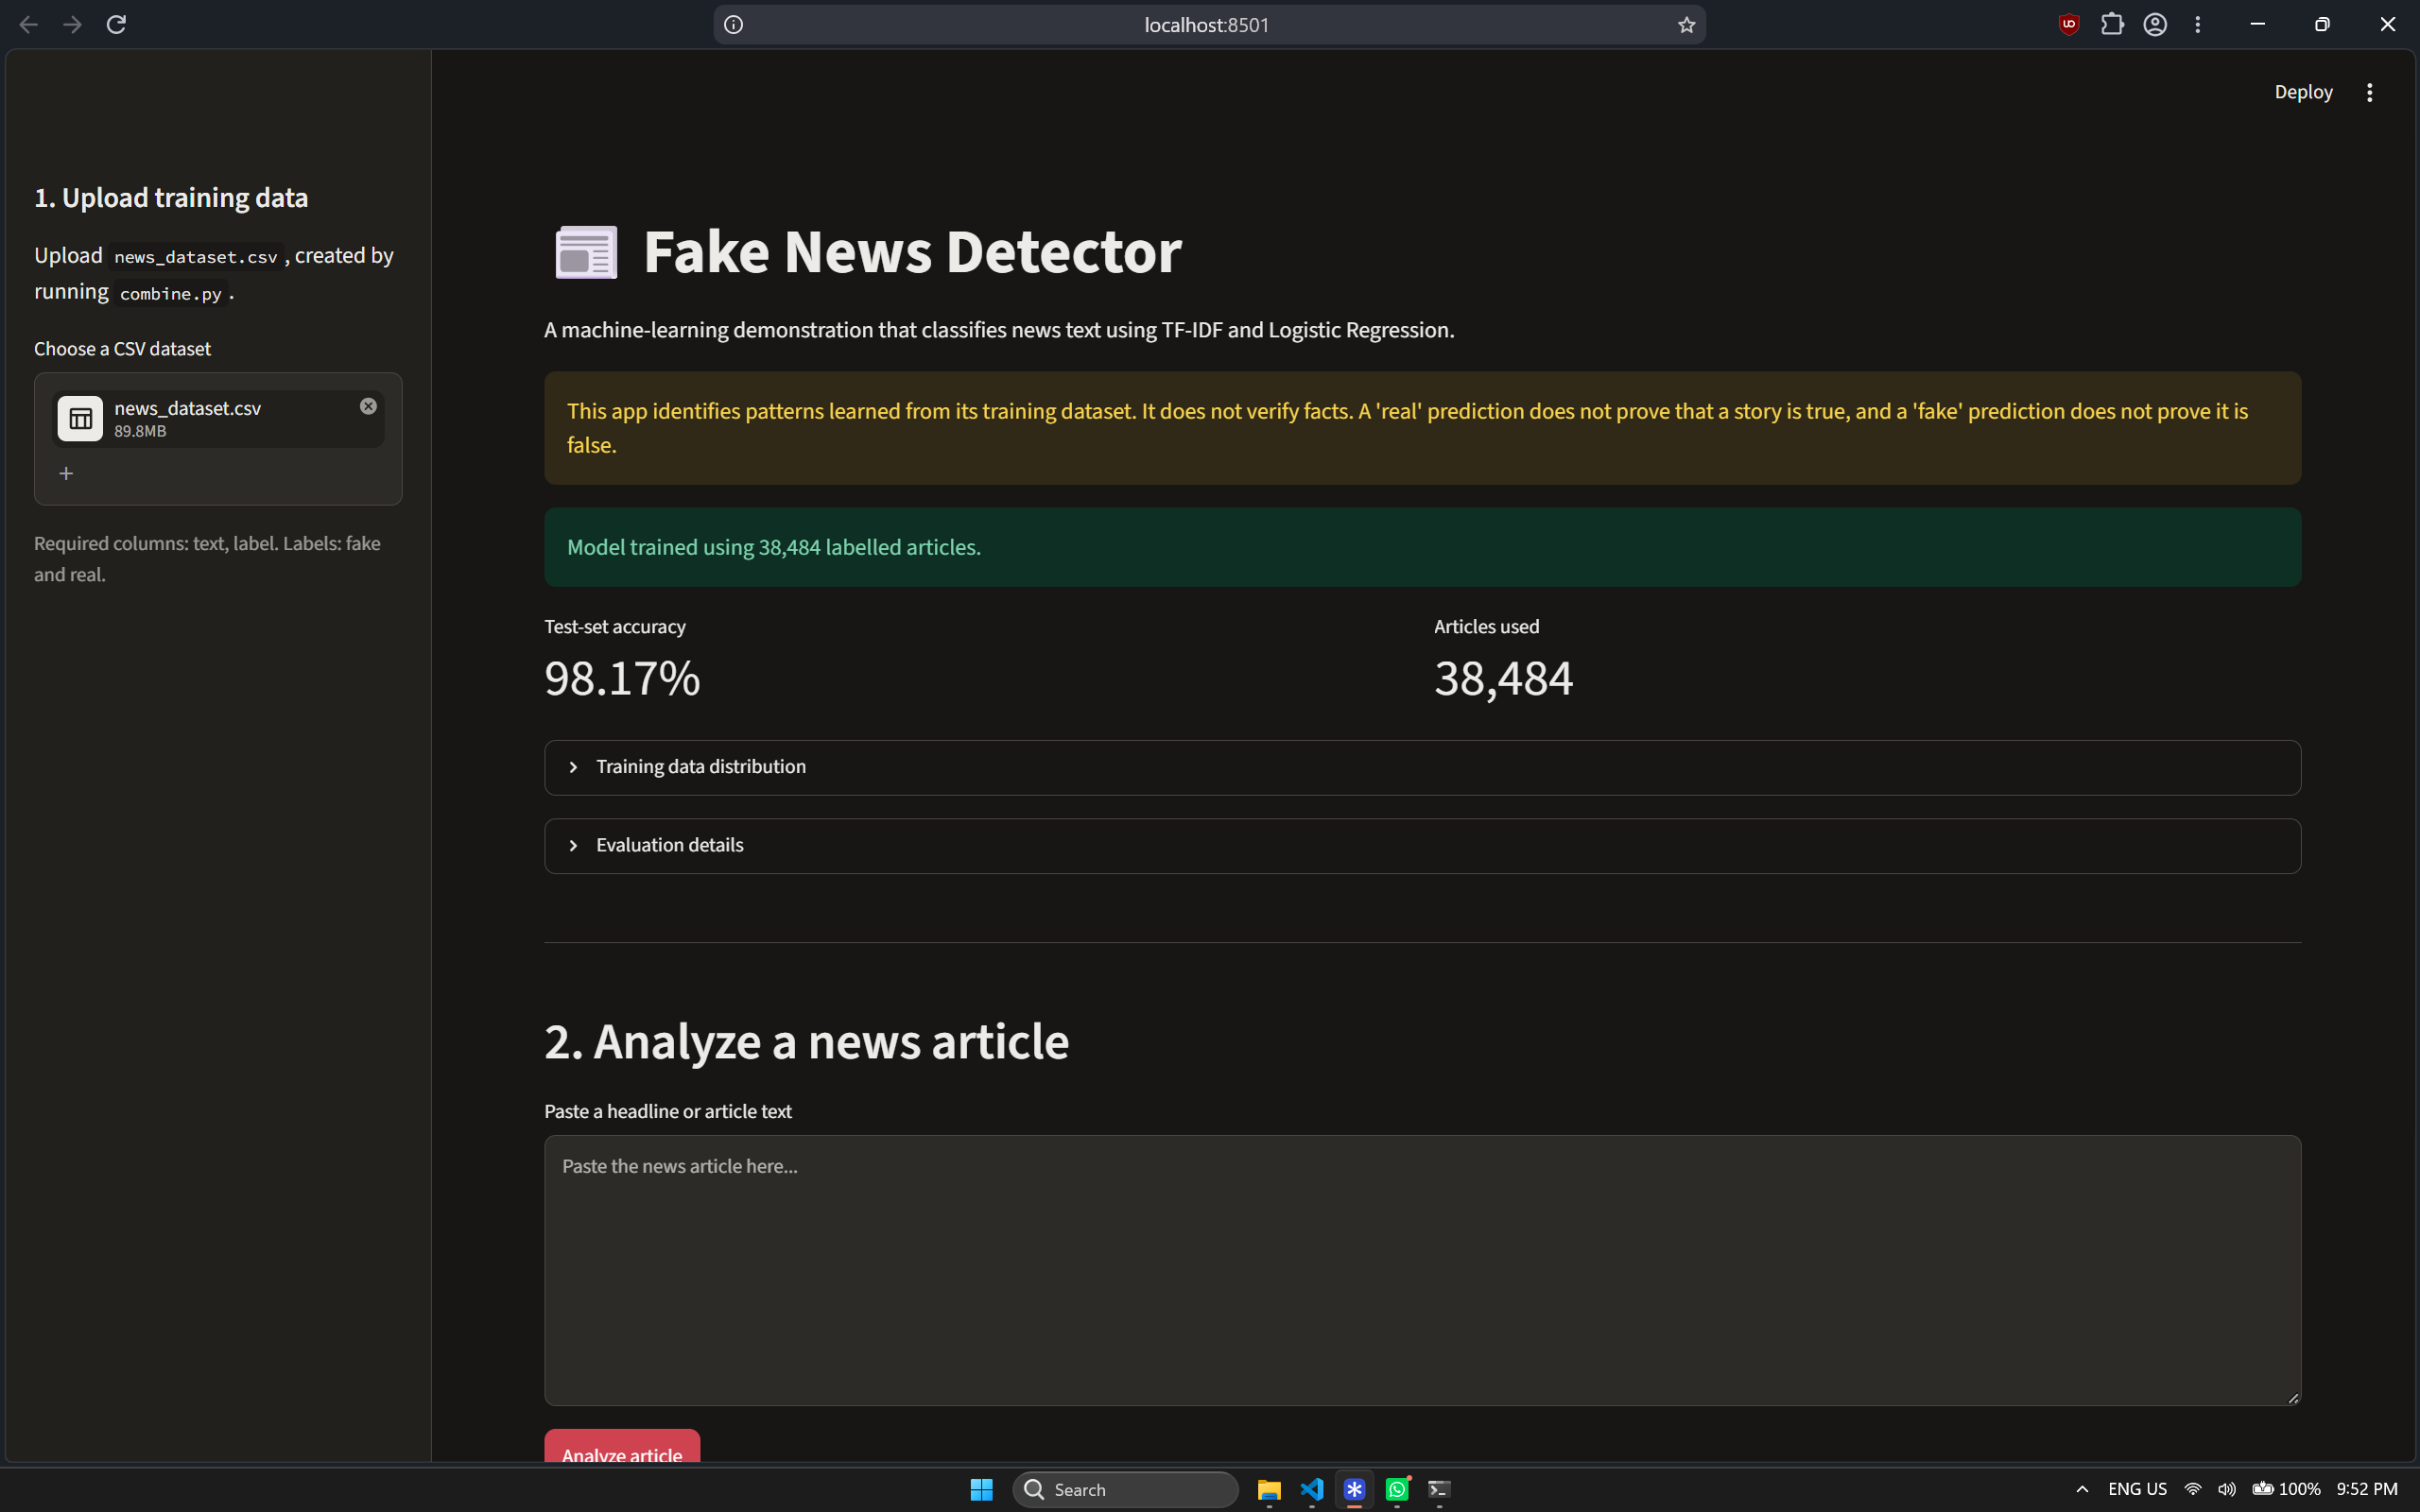 localhost:8501
Deploy
1. Upload training data
Upload news_dataset.csv, created by
running combine.py.
Choose a CSV dataset
news_dataset.csv
89.8MB
Required columns: text, label. Labels: fake
and real.
Fake News Detector
A machine-learning demonstration that classifies news text using TF-IDF and Logistic Regression.
This app identifies patterns learned from its training dataset. It does not verify facts. A 'real' prediction does not prove that a story is true, and a 'fake' prediction does not prove it is
false.
Model trained using 38,484 labelled articles.
Test-set accuracy
98.17%
Articles used
38,484
Training data distribution
Evaluation details
2. Analyze a news article
Paste a headline or article text
Paste the news article here...
Analyze article
Search
ENG US
100%
9:52 PM